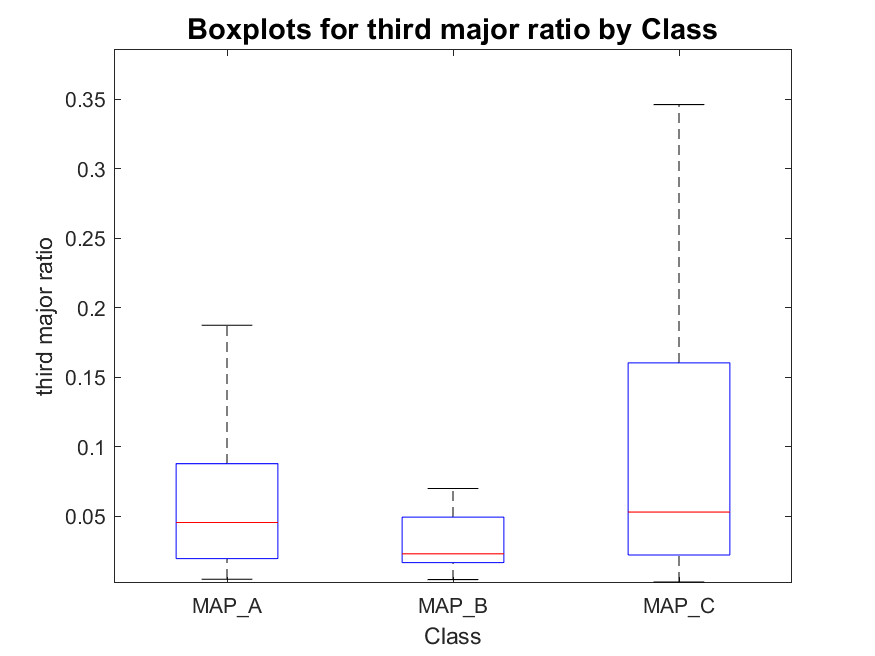 Boxplots for third major ratio by Class
third major ratio
0.35
0.3
0.25
0.2
0.15
0.1
0.05
MAP_A MAP_B MAP_C
Class